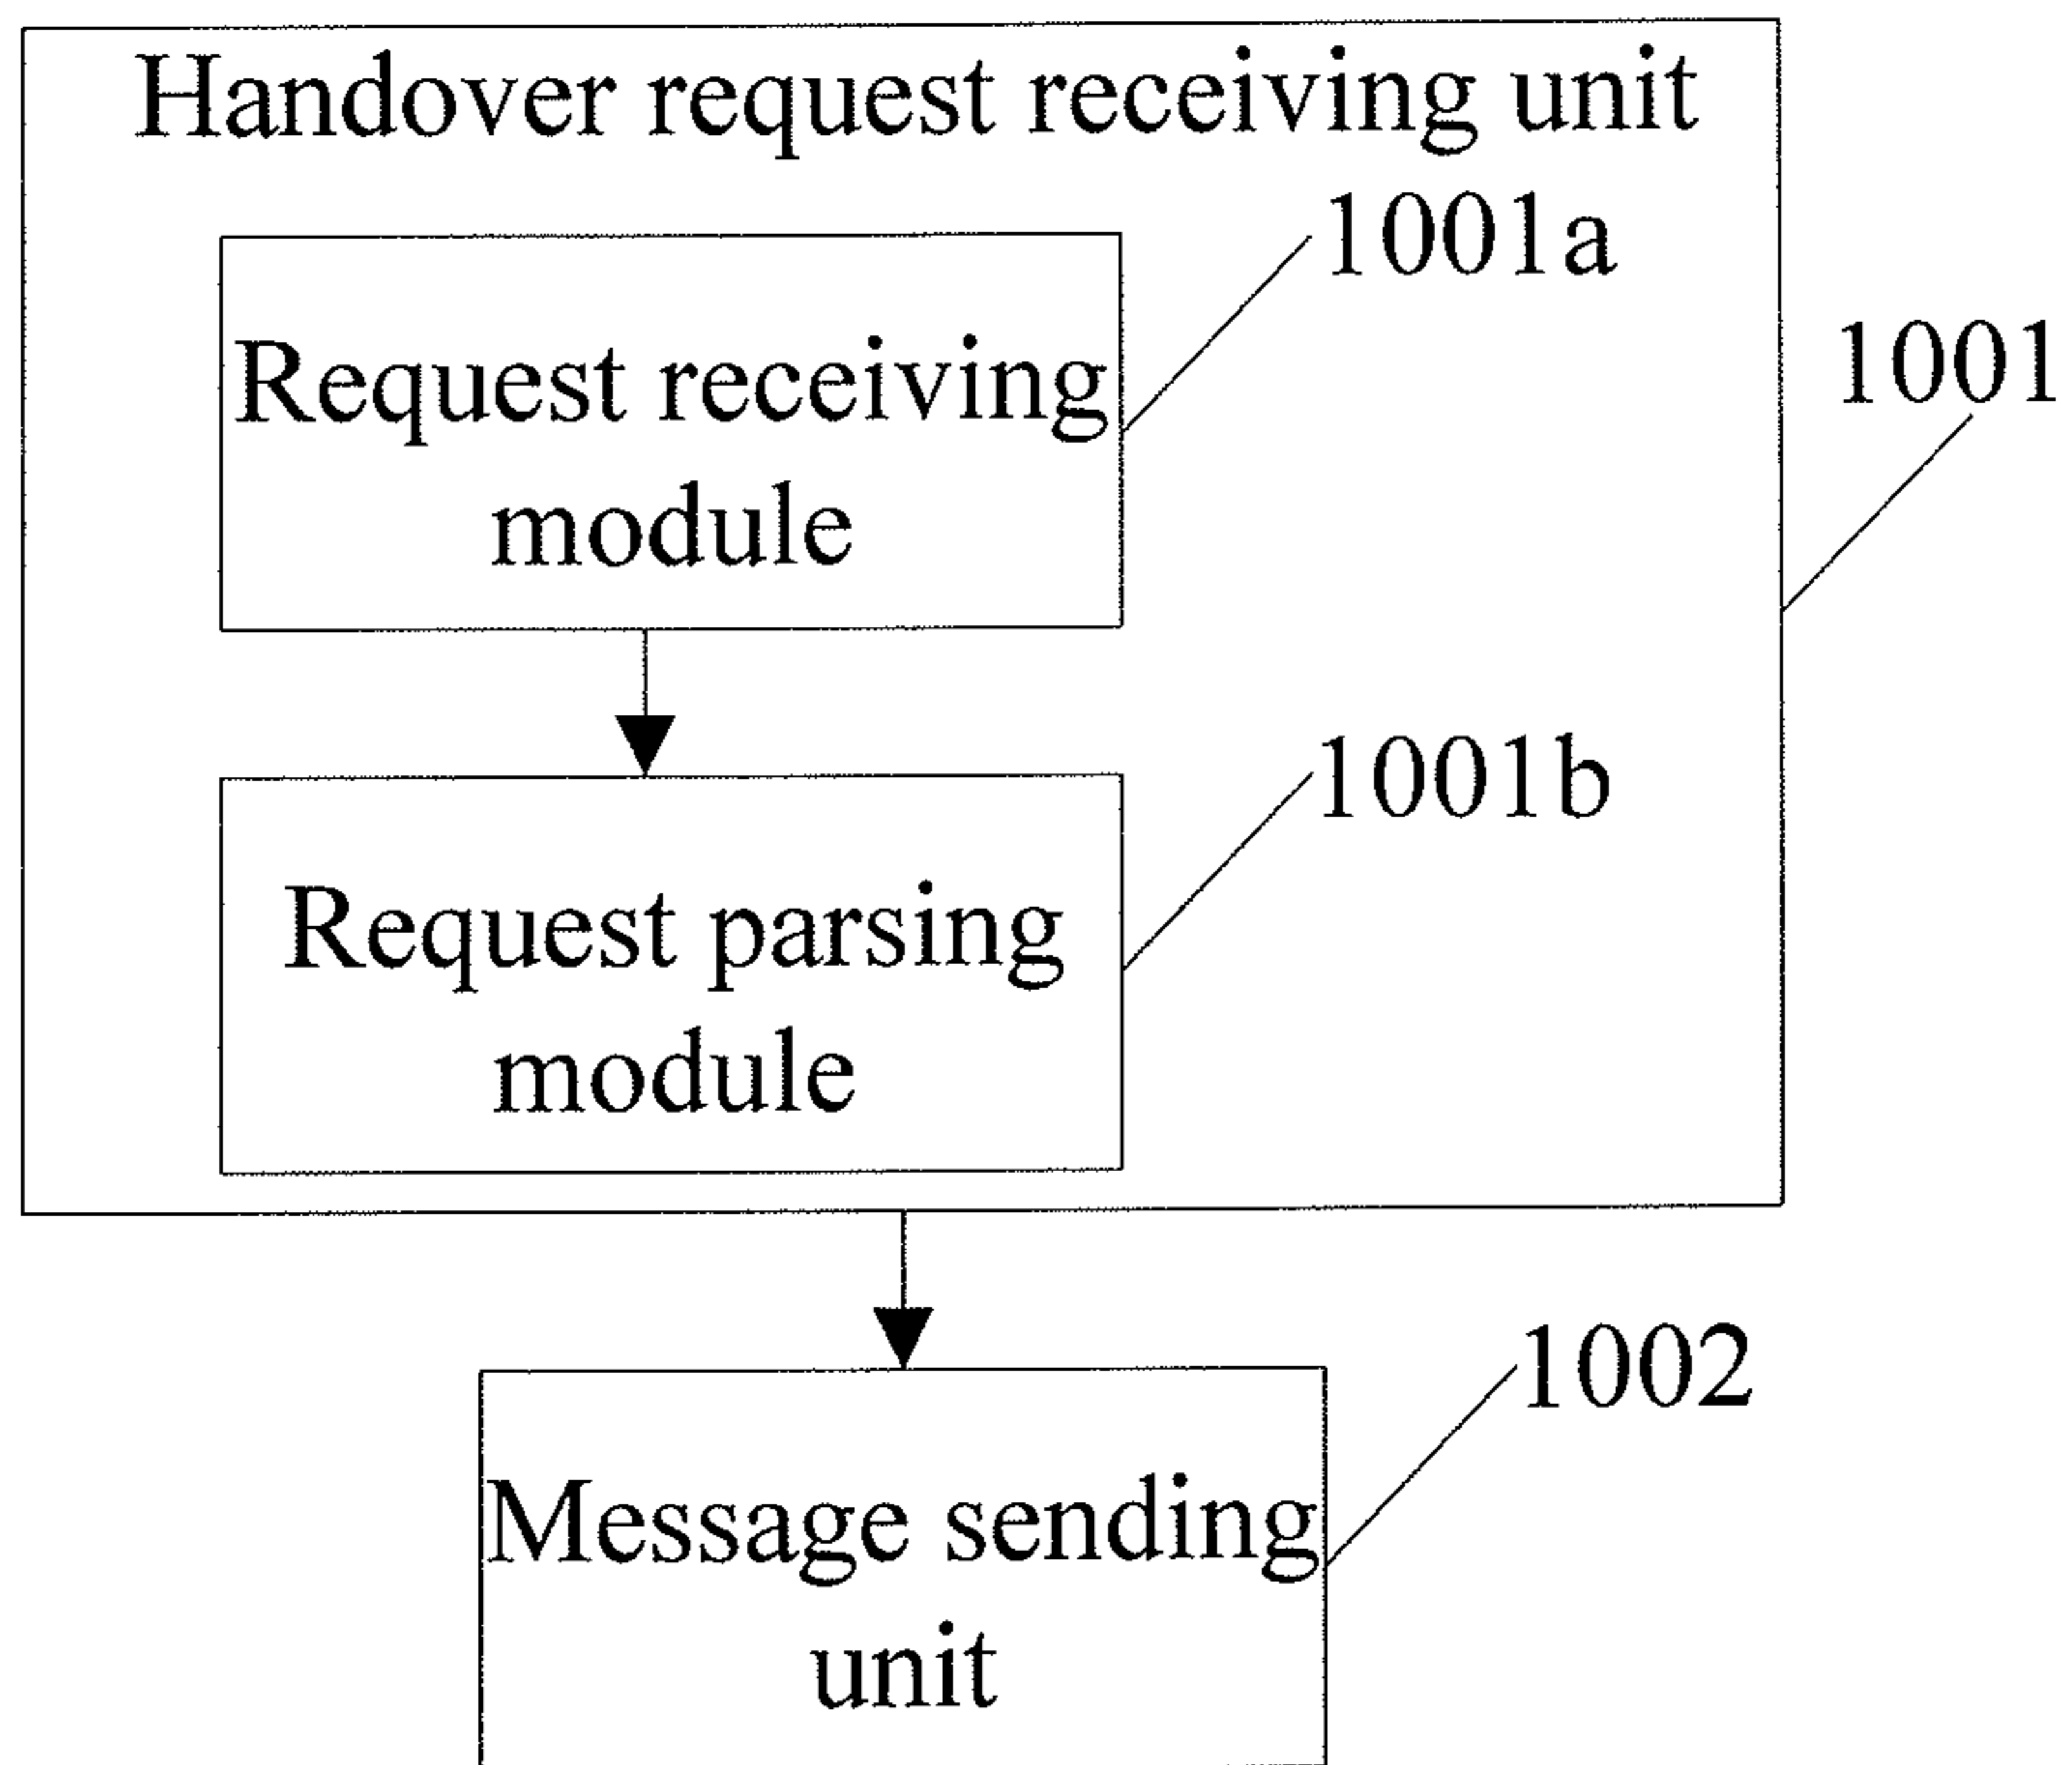 Handover request receiving unit
1001a
Request receiving
module
1001
1001b
Request parsing
module
1002
Message sending
unit